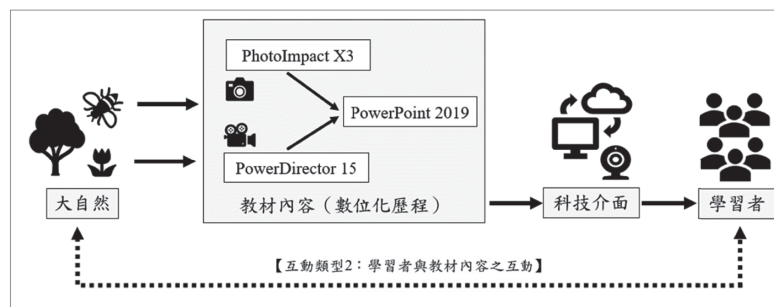 PhotoImpact X3
PowerPoint 2019
PowerDirector 15
大自然
教材內容（數位化歷程）
科技介面
學習者
【互動類型2：學習者與教材內容之互動】